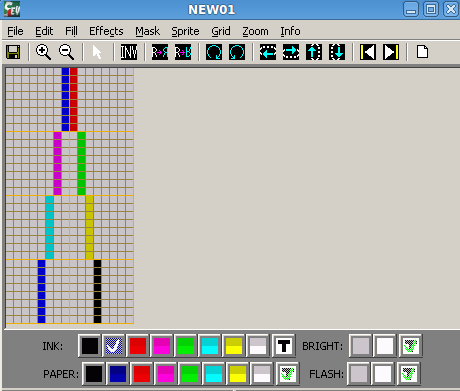 NEW01
File Edit Fill Effects Mask Sprite Grid Zoom Info
INV
INK: T BRIGHT:
PAPER: FLASH: